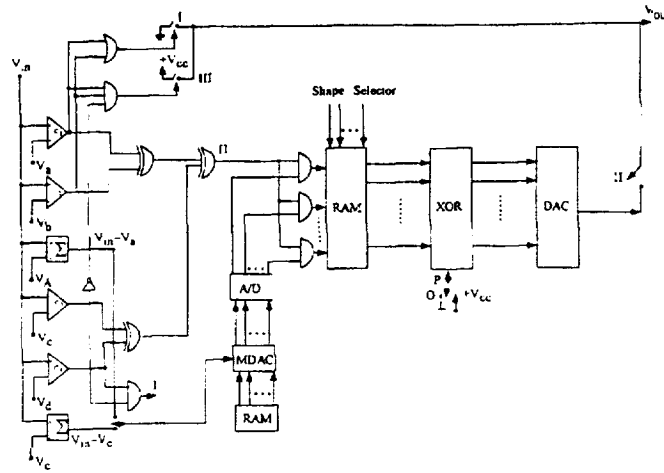 I
V_out
V_in
+V_cc
III
Shape Selector
c_1
II
V_a
RAM
XOR
DAC
II
V_b
Σ
V_in-V_a
V_A
A/D
P
O
+V_cc
V_c
MDAC
V_d
I
Σ
RAM
V_in-V_c
V_c